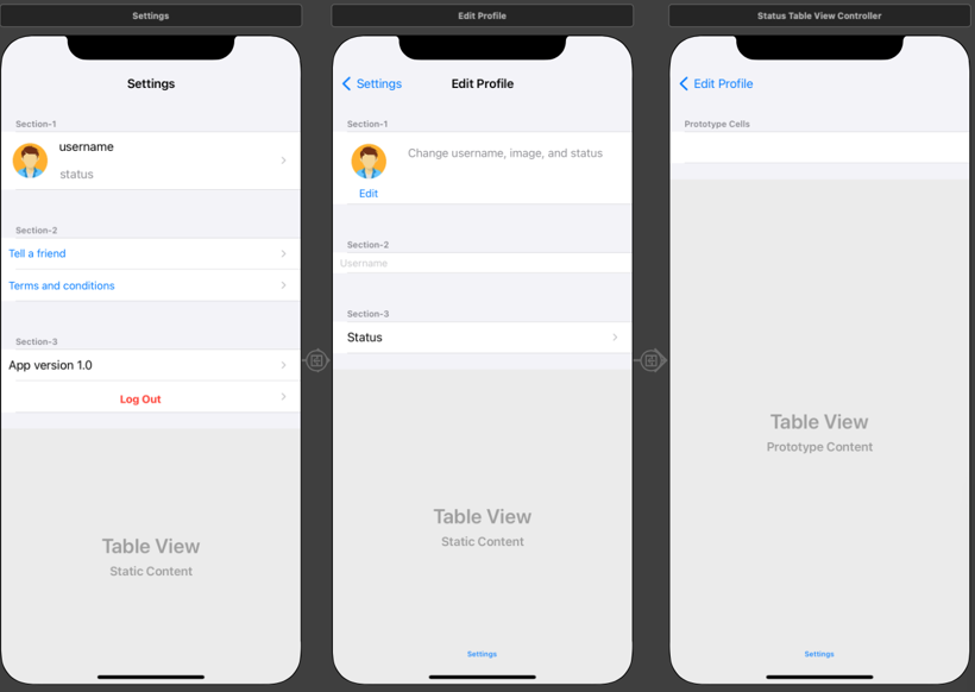 Settings
Edit Profile
Status Table View Controller
Settings
Section-1
username
status
Section-2
Tell a friend
Terms and conditions
Section-3
App version 1.0
Log Out
Table View
Static Content
Settings
Edit Profile
Section-1
Change username, image, and status
Edit
Section-2
Username
Section-3
Status
Table View
Static Content
Settings
Edit Profile
Prototype Cells
Table View
Prototype Content
Settings